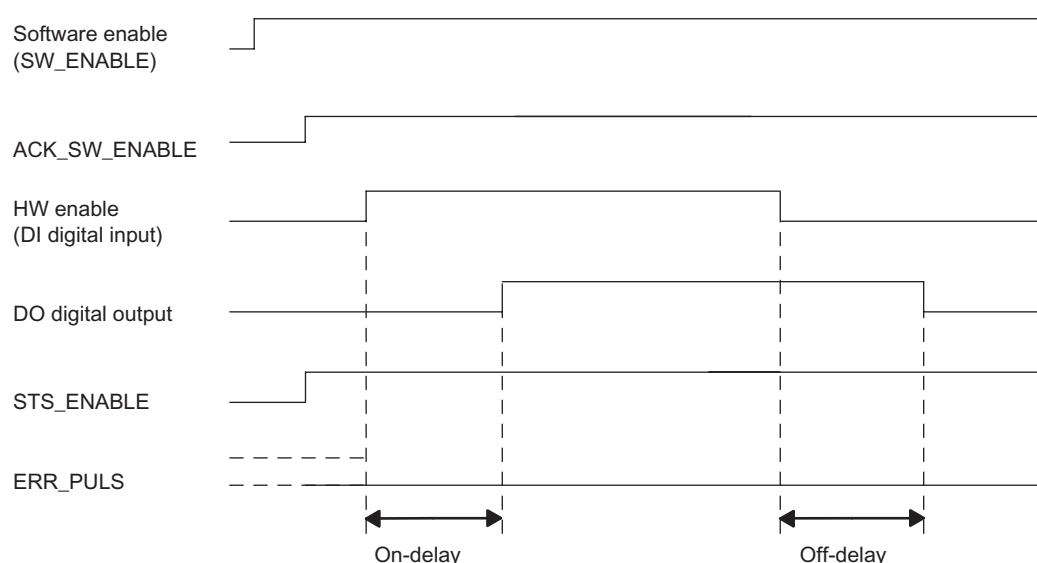 Software enable
(SW_ENABLE)
ACK_SW_ENABLE
HW enable
(DI digital input)
DO digital output
STS_ENABLE
ERR_PULS
On-delay
Off-delay